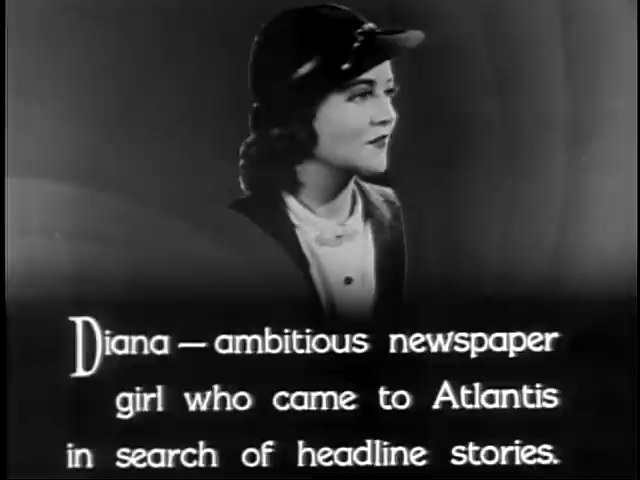 Diana — ambitious newspaper
girl who came to Atlantis
in search of headline stories.